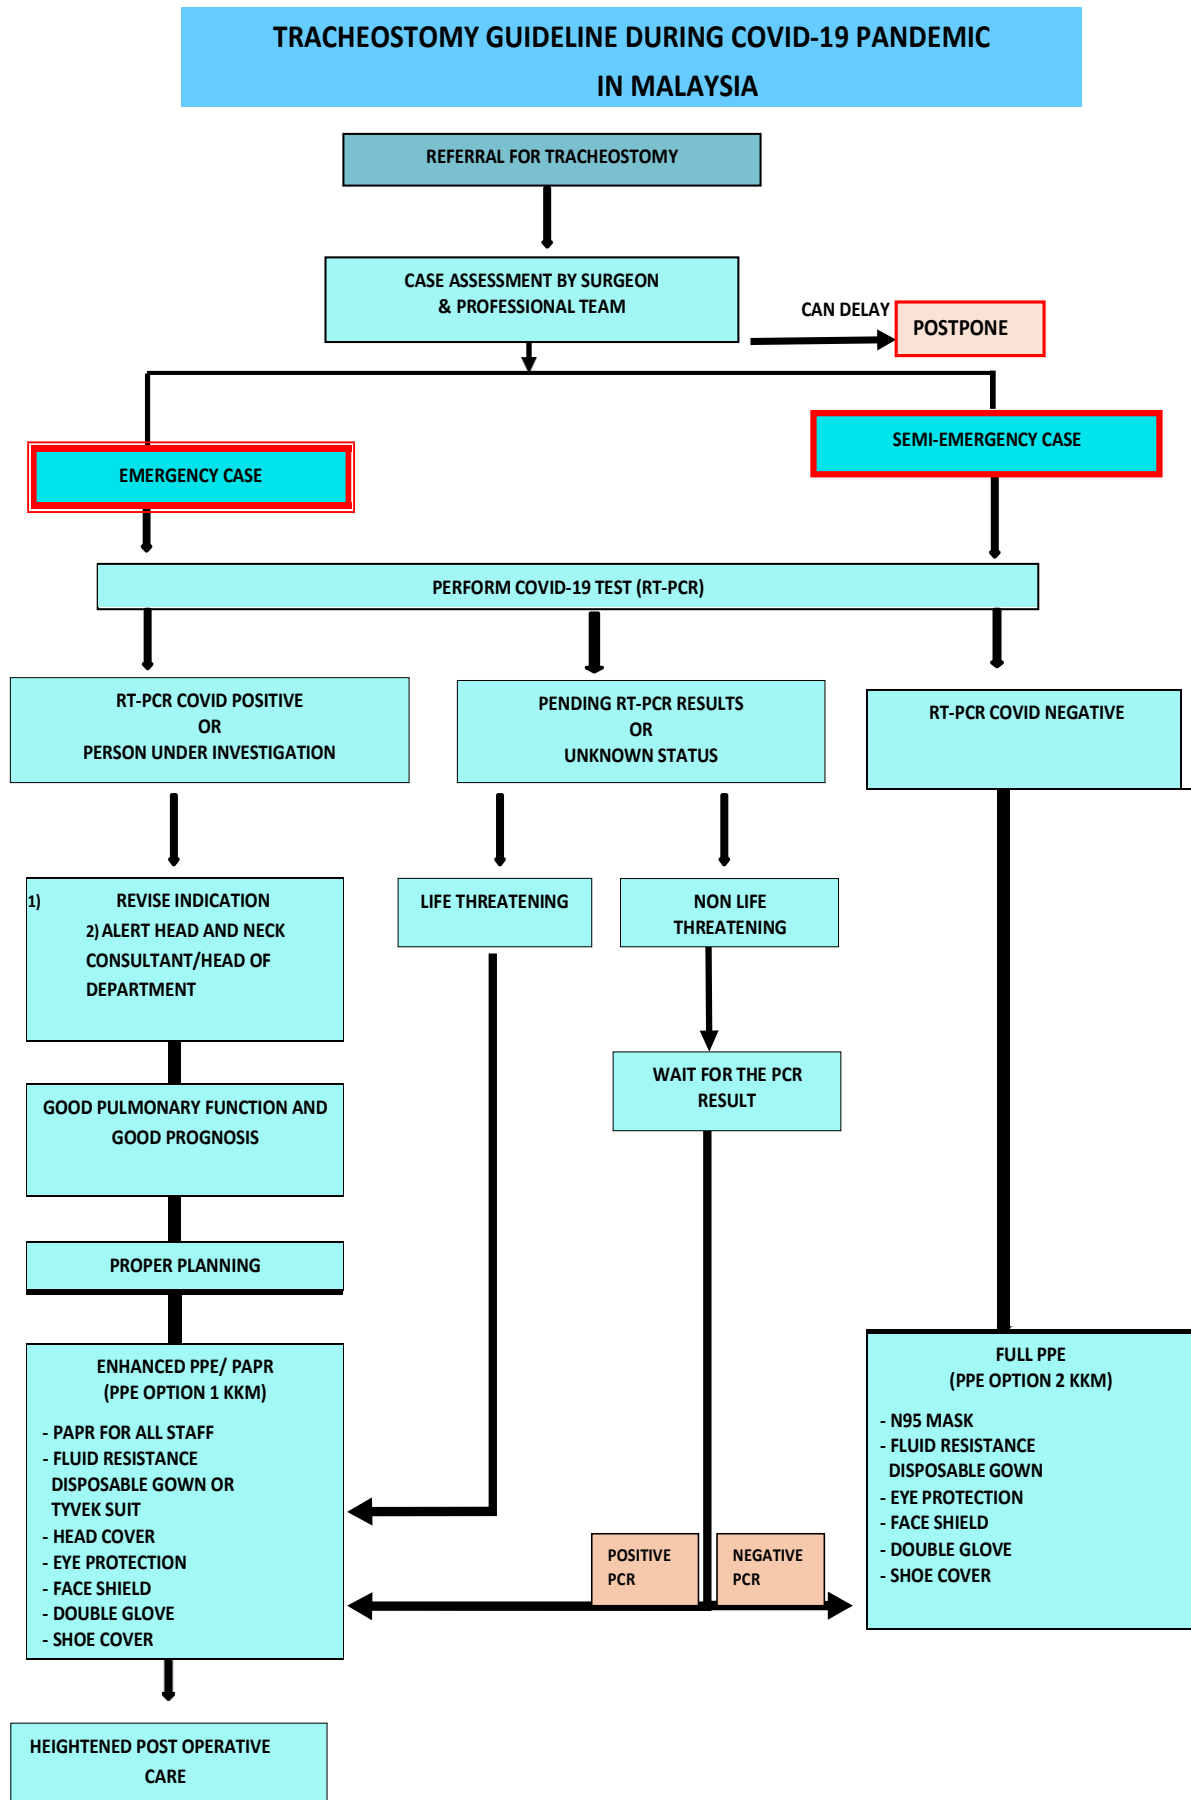 TRACHEOSTOMY GUIDELINE DURING COVID-19 PANDEMIC
IN MALAYSIA
REFERRAL FOR TRACHEOSTOMY
CASE ASSESSMENT BY SURGEON
& PROFESSIONAL TEAM
CAN DELAY
POSTPONE
EMERGENCY CASE
SEMI-EMERGENCY CASE
PERFORM COVID-19 TEST (RT-PCR)
RT-PCR COVID POSITIVE
OR
PERSON UNDER INVESTIGATION
PENDING RT-PCR RESULTS
OR
UNKNOWN STATUS
RT-PCR COVID NEGATIVE
1) REVISE INDICATION
2) ALERT HEAD AND NECK
CONSULTANT/HEAD OF
DEPARTMENT
LIFE THREATENING
NON LIFE
THREATENING
WAIT FOR THE PCR
RESULT
GOOD PULMONARY FUNCTION AND
GOOD PROGNOSIS
PROPER PLANNING
ENHANCED PPE/ PAPR
(PPE OPTION 1 KKM)
- PAPR FOR ALL STAFF
- FLUID RESISTANCE
DISPOSABLE GOWN OR
TYVEK SUIT
- HEAD COVER
- EYE PROTECTION
- FACE SHIELD
- DOUBLE GLOVE
- SHOE COVER
POSITIVE
PCR
NEGATIVE
PCR
FULL PPE
(PPE OPTION 2 KKM)
- N95 MASK
- FLUID RESISTANCE
DISPOSABLE GOWN
- EYE PROTECTION
- FACE SHIELD
- DOUBLE GLOVE
- SHOE COVER
HEIGHTENED POST OPERATIVE
CARE